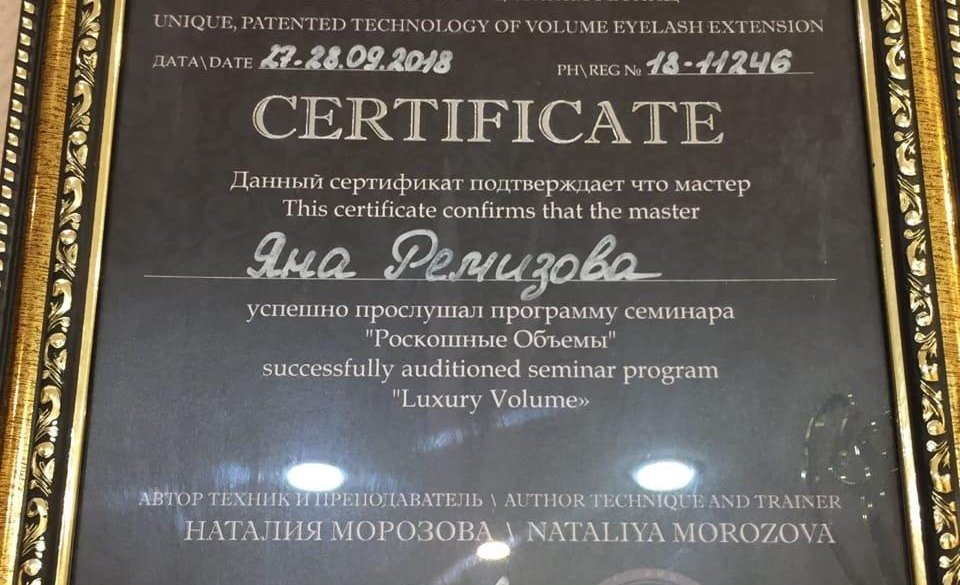 UNIQUE, PATENTED TECHNOLOGY OF VOLUME EYELASH EXTENSION
ДАТА\DATE 27-28.09.2018 РН\REG № 18-11246
CERTIFICATE
Данный сертификат подтверждает что мастер
This certificate confirms that the master
Яна Ремизова
успешно прослушал программу семинара
"Роскошные Объемы"
successfully auditioned seminar program
"Luxury Volume»
АВТОР ТЕХНИК И ПРЕПОДАВАТЕЛЬ \ AUTHOR TECHNIQUE AND TRAINER
НАТАЛИЯ МОРОЗОВА \ NATALIYA MOROZOVA